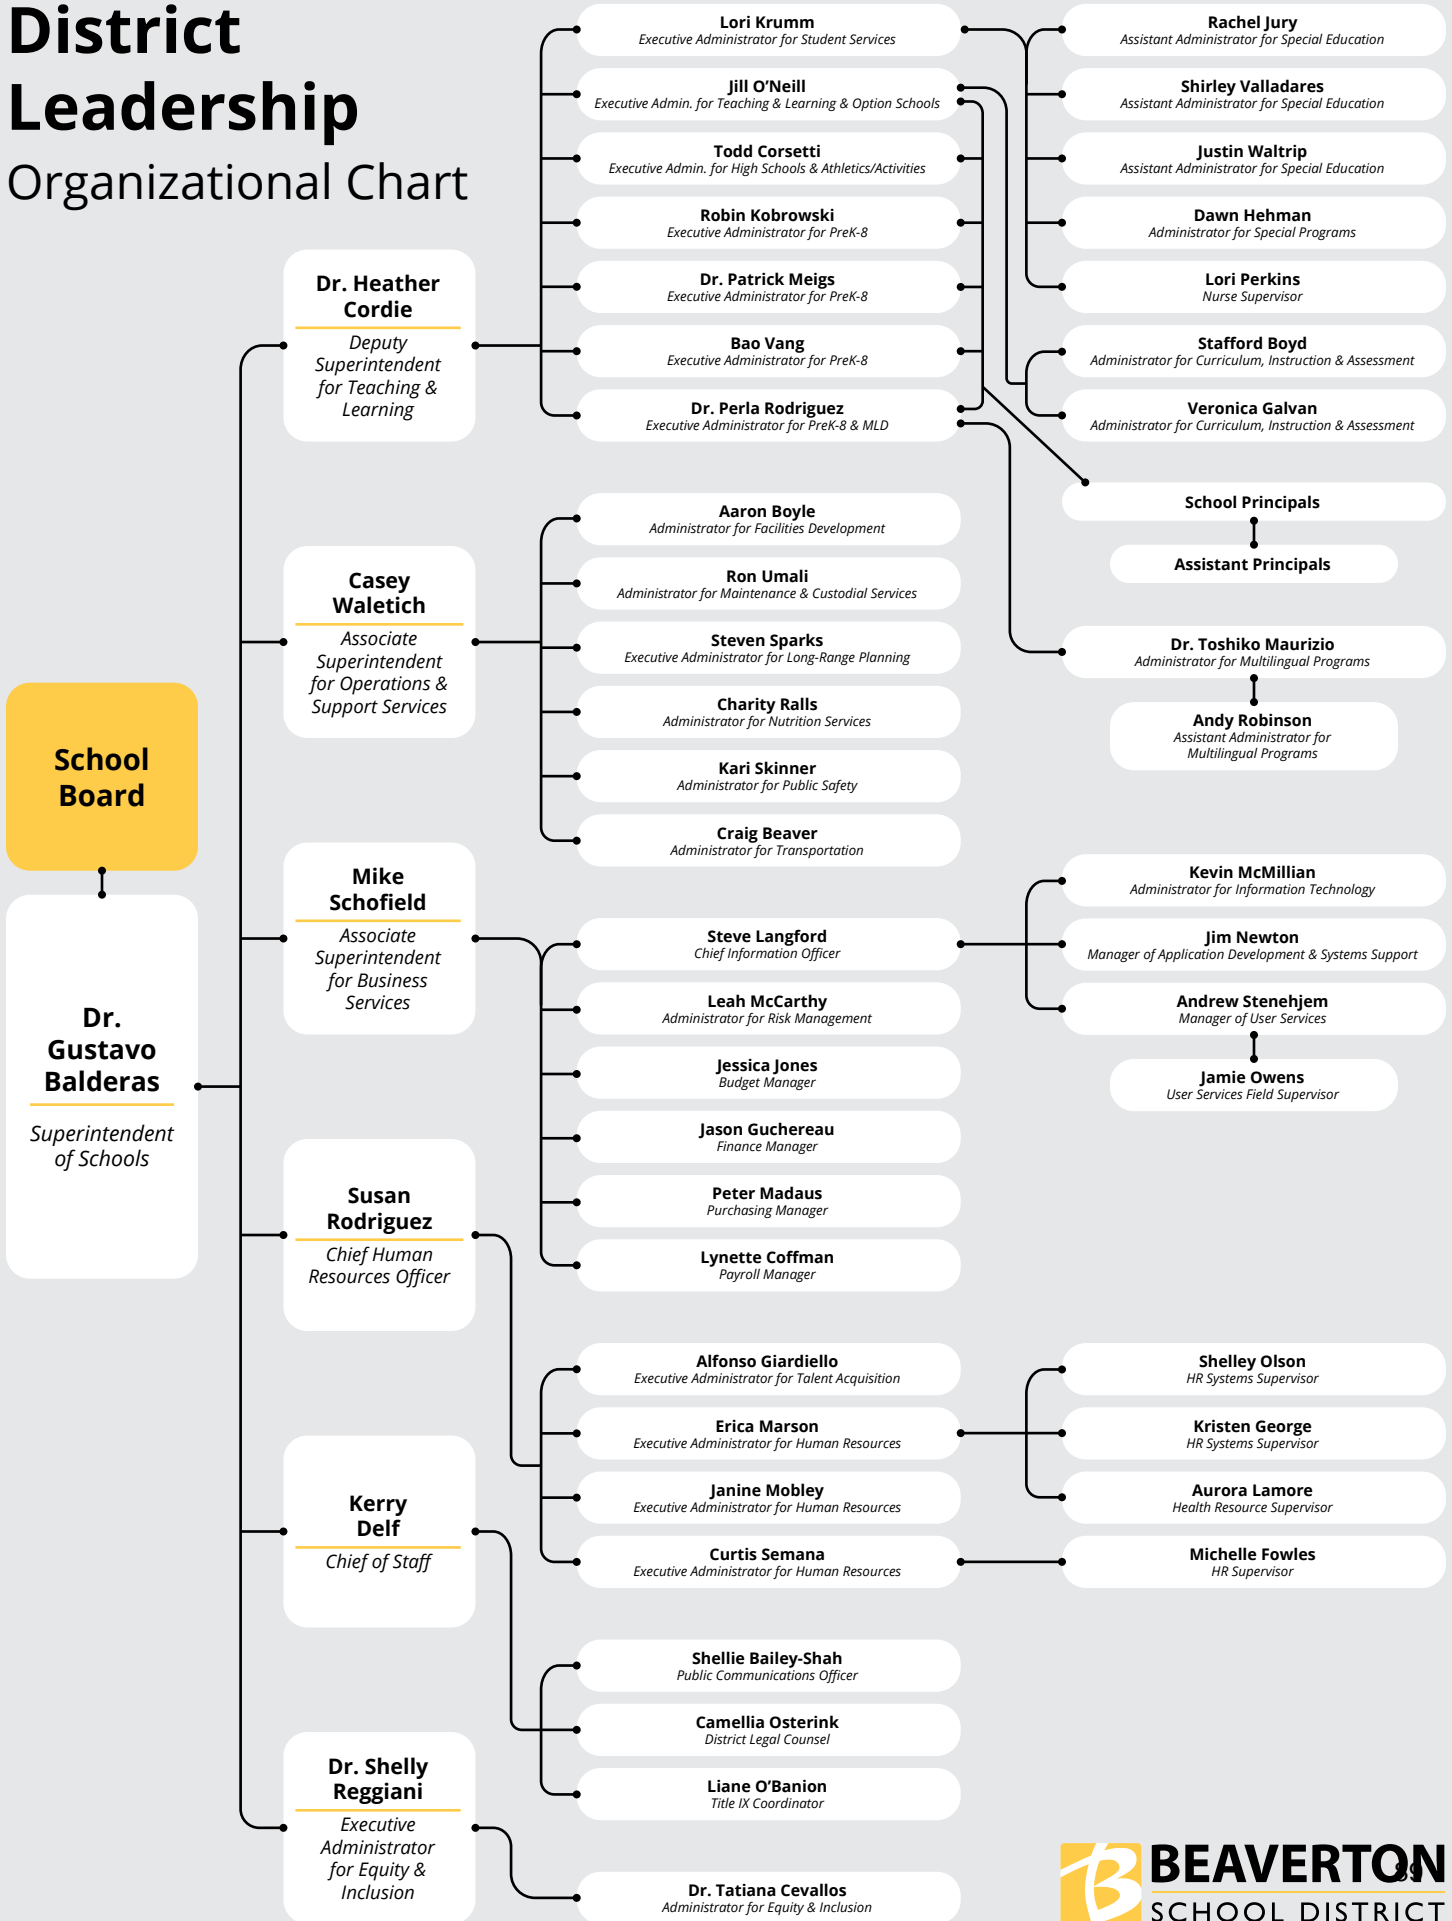 District
Leadership
Organizational Chart
School
Board
Dr.
Gustavo
Balderas
Superintendent
of Schools
Dr. Heather
Cordie
Deputy
Superintendent
for Teaching &
Learning
Lori Krumm
Executive Administrator for Student Services
Jill O’Neill
Executive Admin. for Teaching & Learning & Option Schools
Todd Corsetti
Executive Admin. for High Schools & Athletics/Activities
Robin Kobrowski
Executive Administrator for PreK-8
Dr. Patrick Meigs
Executive Administrator for PreK-8
Bao Vang
Executive Administrator for PreK-8
Dr. Perla Rodriguez
Executive Administrator for PreK-8 & MLD
Rachel Jury
Assistant Administrator for Special Education
Shirley Valladares
Assistant Administrator for Special Education
Justin Waltrip
Assistant Administrator for Special Education
Dawn Hehman
Administrator for Special Programs
Lori Perkins
Nurse Supervisor
Stafford Boyd
Administrator for Curriculum, Instruction & Assessment
Veronica Galvan
Administrator for Curriculum, Instruction & Assessment
School Principals
Assistant Principals
Dr. Toshiko Maurizio
Administrator for Multilingual Programs
Andy Robinson
Assistant Administrator for
Multilingual Programs
Casey
Waletich
Associate
Superintendent
for Operations &
Support Services
Aaron Boyle
Administrator for Facilities Development
Ron Umali
Administrator for Maintenance & Custodial Services
Steven Sparks
Executive Administrator for Long-Range Planning
Charity Ralls
Administrator for Nutrition Services
Kari Skinner
Administrator for Public Safety
Craig Beaver
Administrator for Transportation
Mike
Schofield
Associate
Superintendent
for Business
Services
Steve Langford
Chief Information Officer
Leah McCarthy
Administrator for Risk Management
Jessica Jones
Budget Manager
Jason Guchereau
Finance Manager
Peter Madaus
Purchasing Manager
Lynette Coffman
Payroll Manager
Kevin McMillian
Administrator for Information Technology
Jim Newton
Manager of Application Development & Systems Support
Andrew Stenehjem
Manager of User Services
Jamie Owens
User Services Field Supervisor
Susan
Rodriguez
Chief Human
Resources Officer
Alfonso Giardiello
Executive Administrator for Talent Acquisition
Erica Marson
Executive Administrator for Human Resources
Janine Mobley
Executive Administrator for Human Resources
Curtis Semana
Executive Administrator for Human Resources
Shelley Olson
HR Systems Supervisor
Kristen George
HR Systems Supervisor
Aurora Lamore
Health Resource Supervisor
Michelle Fowles
HR Supervisor
Kerry
Delf
Chief of Staff
Shellie Bailey-Shah
Public Communications Officer
Camellia Osterink
District Legal Counsel
Liane O’Banion
Title IX Coordinator
Dr. Shelly
Reggiani
Executive
Administrator
for Equity &
Inclusion
Dr. Tatiana Cevallos
Administrator for Equity & Inclusion
B
BEAVERTON
89
SCHOOL DISTRICT